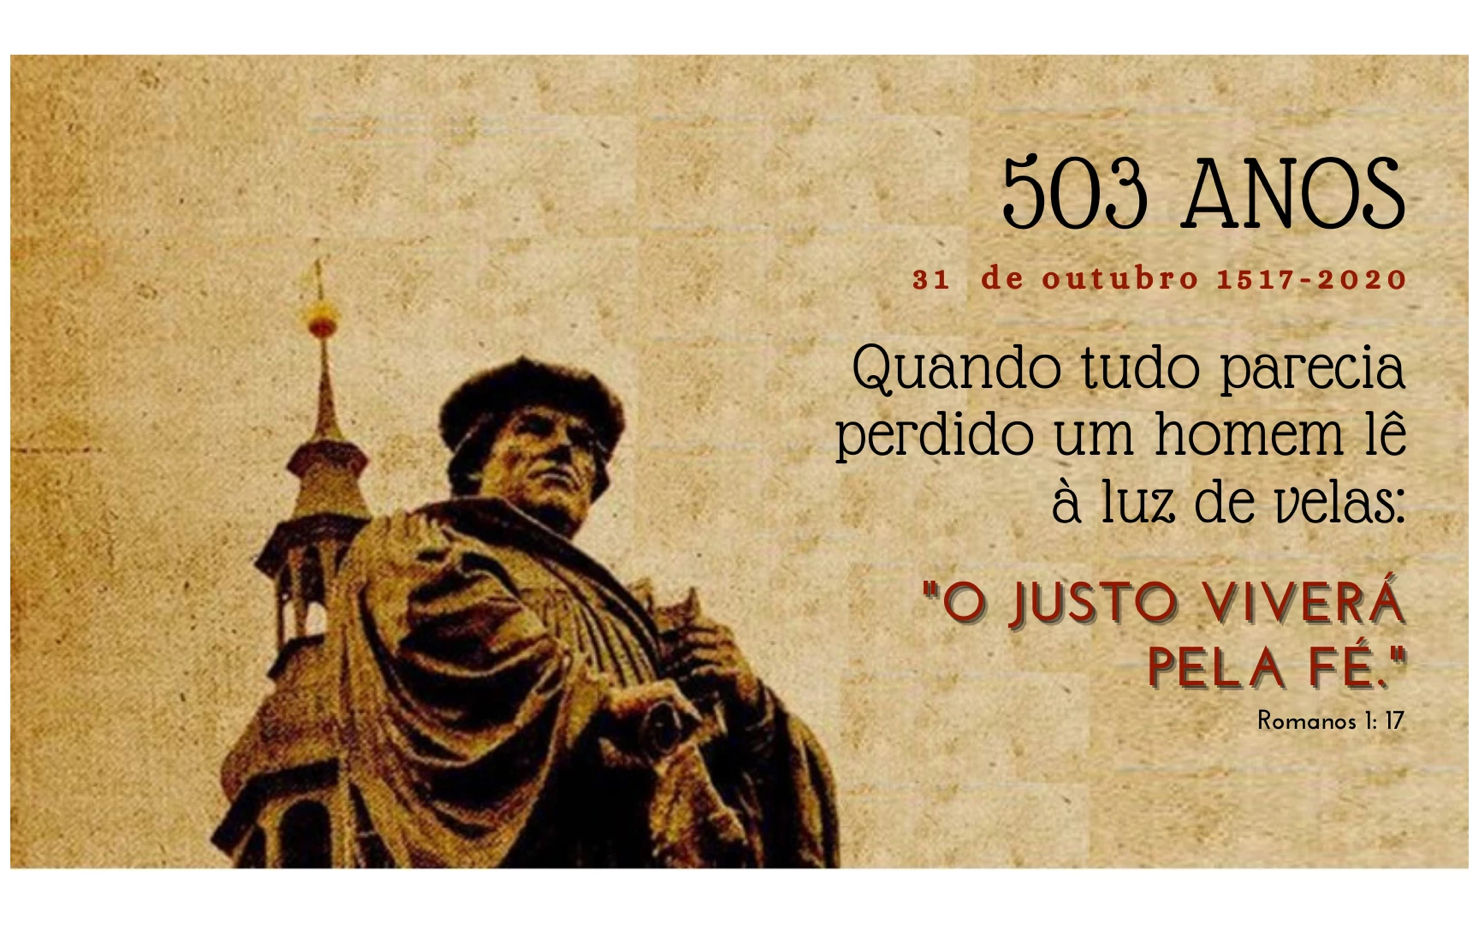 503 ANOS
31 de outubro 1517-2020
Quando tudo parecia
perdido um homem lê
à luz de velas:
"O JUSTO VIVERÁ
PELA FÉ."
Romanos 1: 17